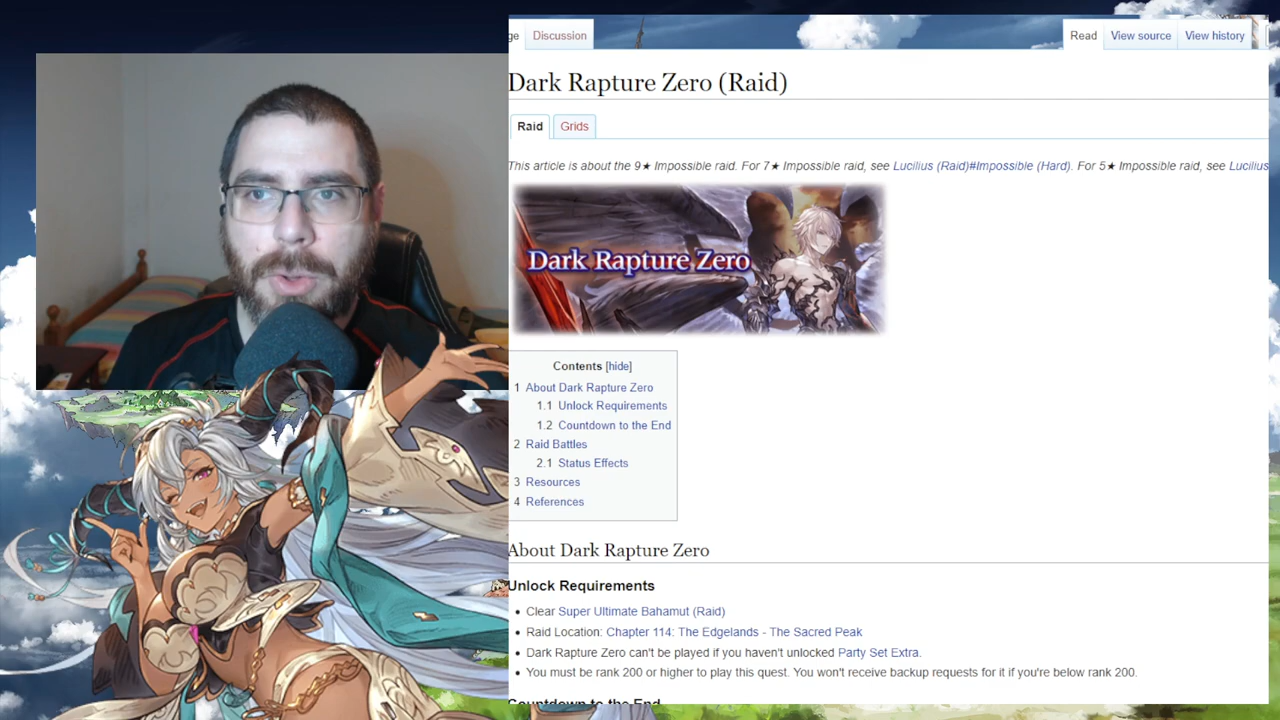 ge Discussion Read View source View history
Dark Rapture Zero (Raid)
Raid Grids
This article is about the 9★ Impossible raid. For 7★ Impossible raid, see Lucilius (Raid)#Impossible (Hard). For 5★ Impossible raid, see Lucilius
Dark Rapture Zero
Contents [hide]
1 About Dark Rapture Zero
1.1 Unlock Requirements
1.2 Countdown to the End
2 Raid Battles
2.1 Status Effects
3 Resources
4 References
About Dark Rapture Zero
Unlock Requirements
• Clear Super Ultimate Bahamut (Raid)
• Raid Location: Chapter 114: The Edgelands - The Sacred Peak
• Dark Rapture Zero can't be played if you haven't unlocked Party Set Extra.
• You must be rank 200 or higher to play this quest. You won't receive backup requests for it if you're below rank 200.
Countdown to the End